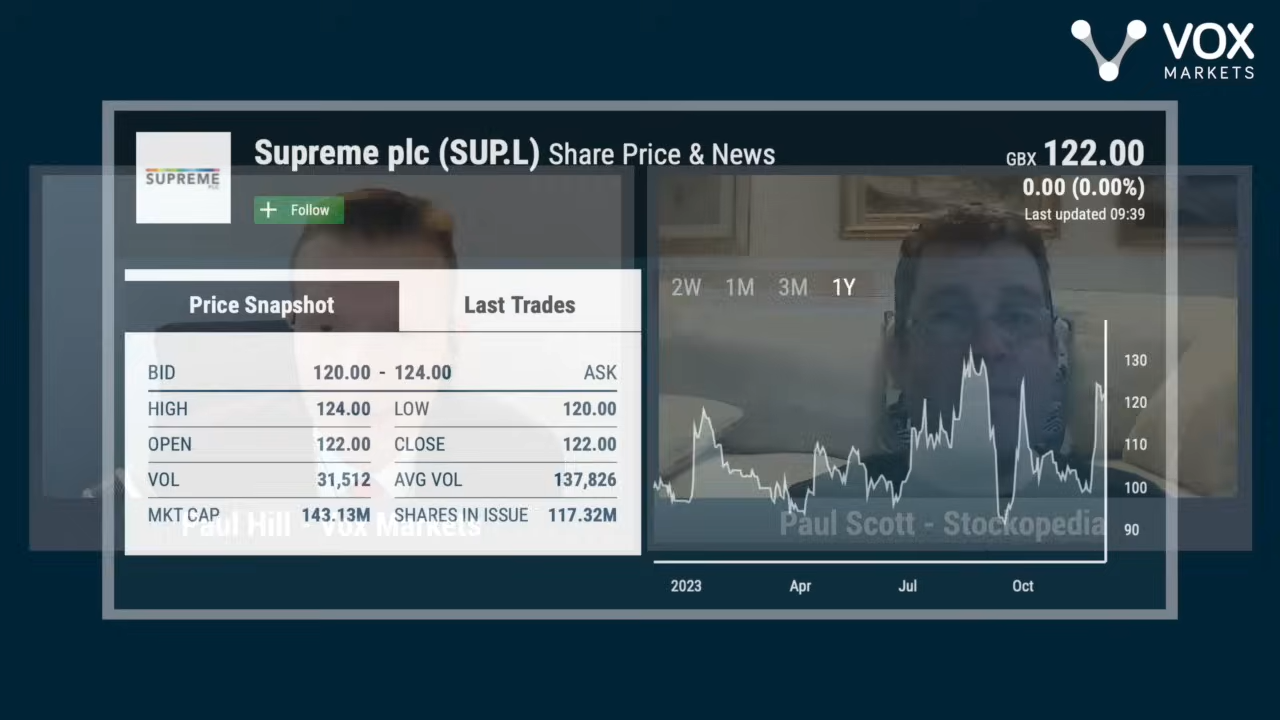 VOX
MARKETS
SUPREME
PLC
Supreme plc (SUP.L) Share Price & News
+ Follow
GBX 122.00
0.00 (0.00%)
Last updated 09:39
Price Snapshot
Last Trades
BID 120.00 - 124.00 ASK
HIGH 124.00 LOW 120.00
OPEN 122.00 CLOSE 122.00
VOL 31,512 AVG VOL 137,826
MKT CAP 143.13M SHARES IN ISSUE 117.32M
2W 1M 3M 1Y
130
120
110
100
90
2023 Apr Jul Oct
Paul Hill - Vox Markets
Paul Scott - Stockopedia